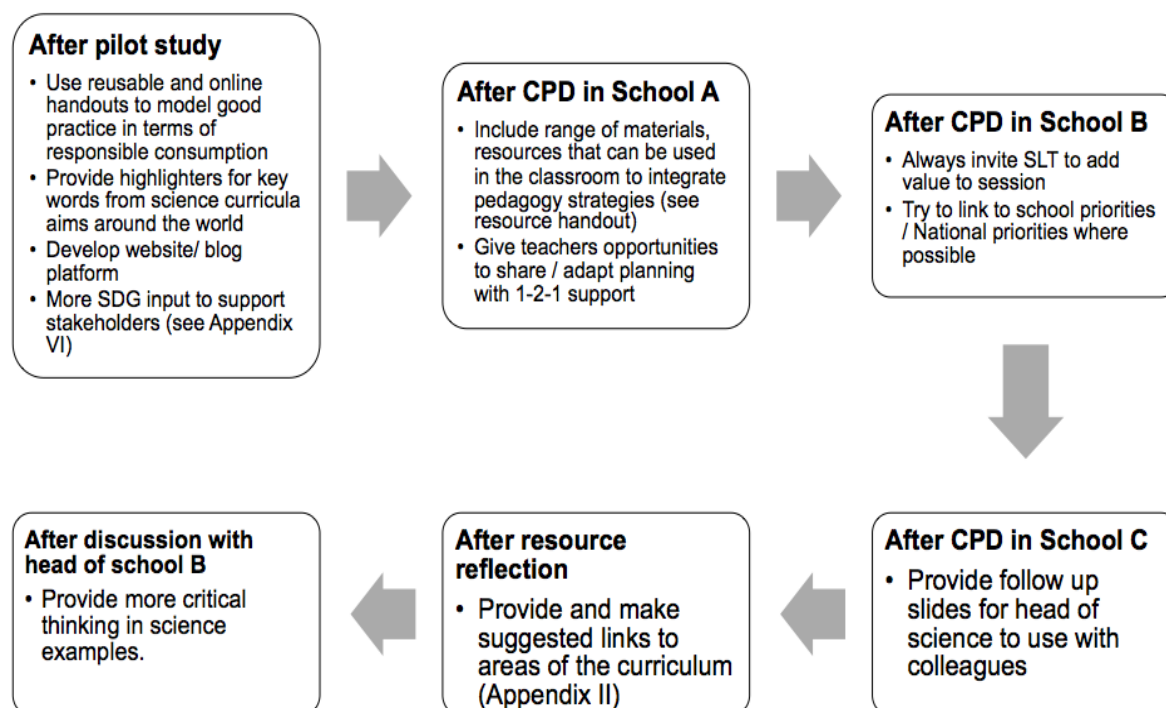 After pilot study
• Use reusable and online
handouts to model good
practice in terms of
responsible consumption
• Provide highlighters for key
words from science curricula
aims around the world
• Develop website/ blog
platform
• More SDG input to support
stakeholders (see Appendix
VI)
After CPD in School A
• Include range of materials,
resources that can be used
in the classroom to integrate
pedagogy strategies (see
resource handout)
• Give teachers opportunities
to share / adapt planning
with 1-2-1 support
After CPD in School B
• Always invite SLT to add
value to session
• Try to link to school priorities
/ National priorities where
possible
After CPD in School C
• Provide follow up
slides for head of
science to use with
colleagues
After resource
reflection
• Provide and make
suggested links to
areas of the curriculum
(Appendix II)
After discussion with
head of school B
• Provide more critical
thinking in science
examples.